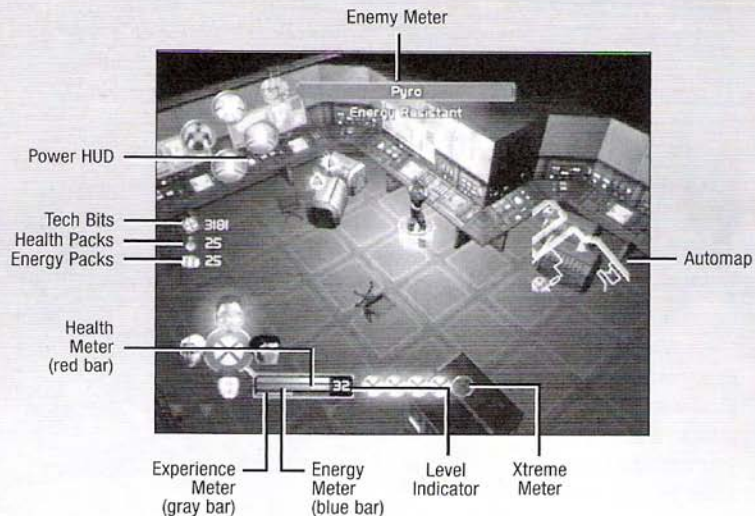 Enemy Meter
Pyro
Energy Resistant
Power HUD
Tech Bits
3181
Health Packs
25
Energy Packs
25
Automap
Health
Meter
(red bar)
32
Experience
Meter
(gray bar)
Energy
Meter
(blue bar)
Level
Indicator
Xtreme
Meter